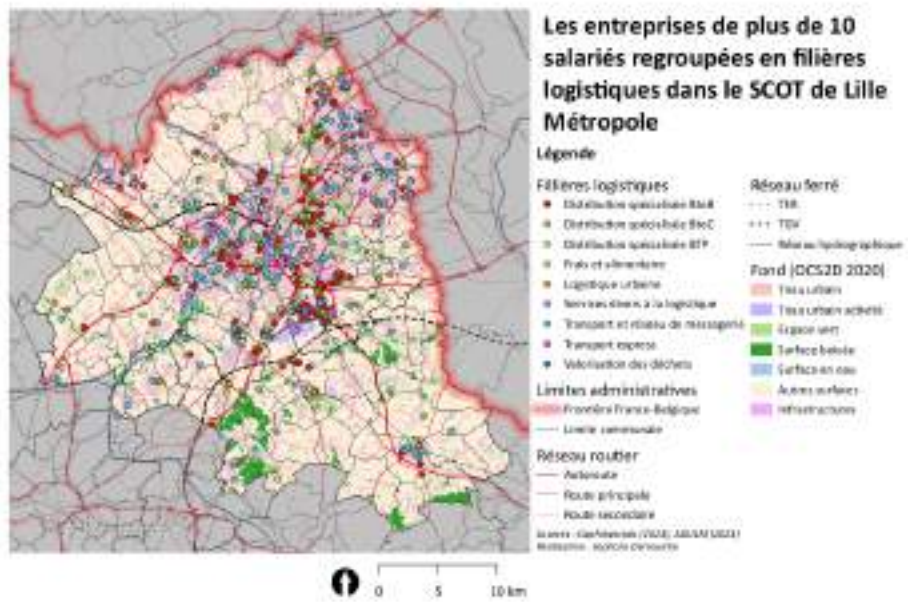 Les entreprises de plus de 10
salariés regroupées en filières
logistiques dans le SCOT de Lille
Métropole
Légende
Filières logistiques
Distribution spécialisée BtoB
Distribution spécialisée BtoC
Distribution spécialisée BTP
Frais et alimentaire
Logistique urbaine
Services divers à la logistique
Transport et réseau de messagerie
Transport express
Valorisation des déchets
Limites administratives
Frontière Franco-Belgique
Limite communale
Réseau routier
Autoroute
Route principale
Route secondaire
Réseau ferré
TER
TGV
Réseau hydrographique
Fond (OCS2D 2020)
Tissu urbain
Tissu urbain activité
Espace vert
Surface boisée
Surface en eau
Autres surfaces
Infrastructures
0 5 10 km